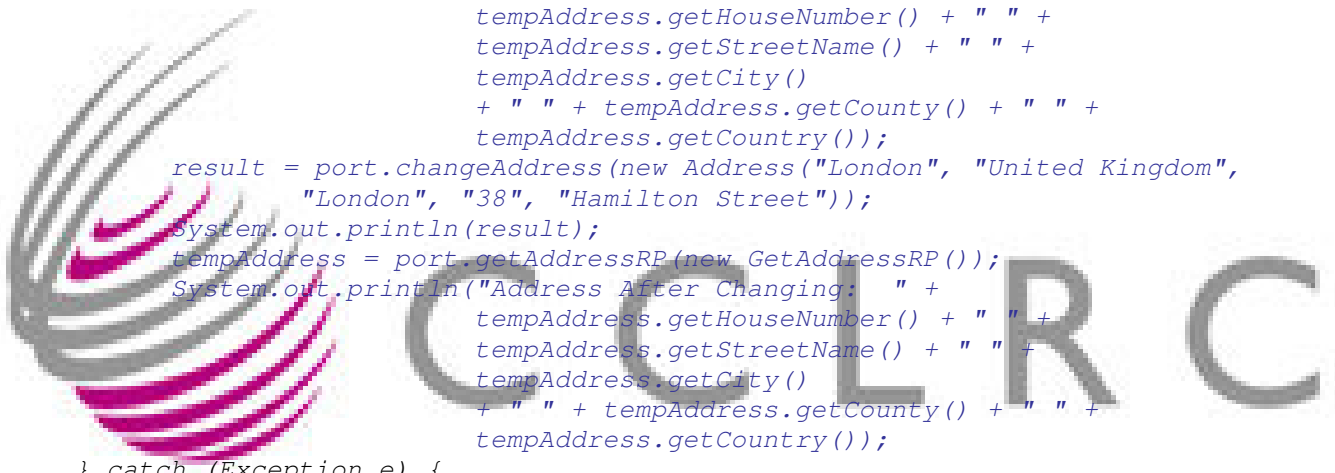 tempAddress.getHouseNumber() + " " +
tempAddress.getStreetName() + " " +
tempAddress.getCity()
+ " " + tempAddress.getCounty() + " " +
tempAddress.getCountry());
result = port.changeAddress(new Address("London", "United Kingdom",
"London", "38", "Hamilton Street"));
System.out.println(result);
tempAddress = port.getAddressRP(new GetAddressRP());
System.out.println("Address After Changing: " +
tempAddress.getHouseNumber() + " " +
tempAddress.getStreetName() + " " +
tempAddress.getCity()
+ " " + tempAddress.getCounty() + " " +
tempAddress.getCountry());
} catch (Exception e) {
CCLRC